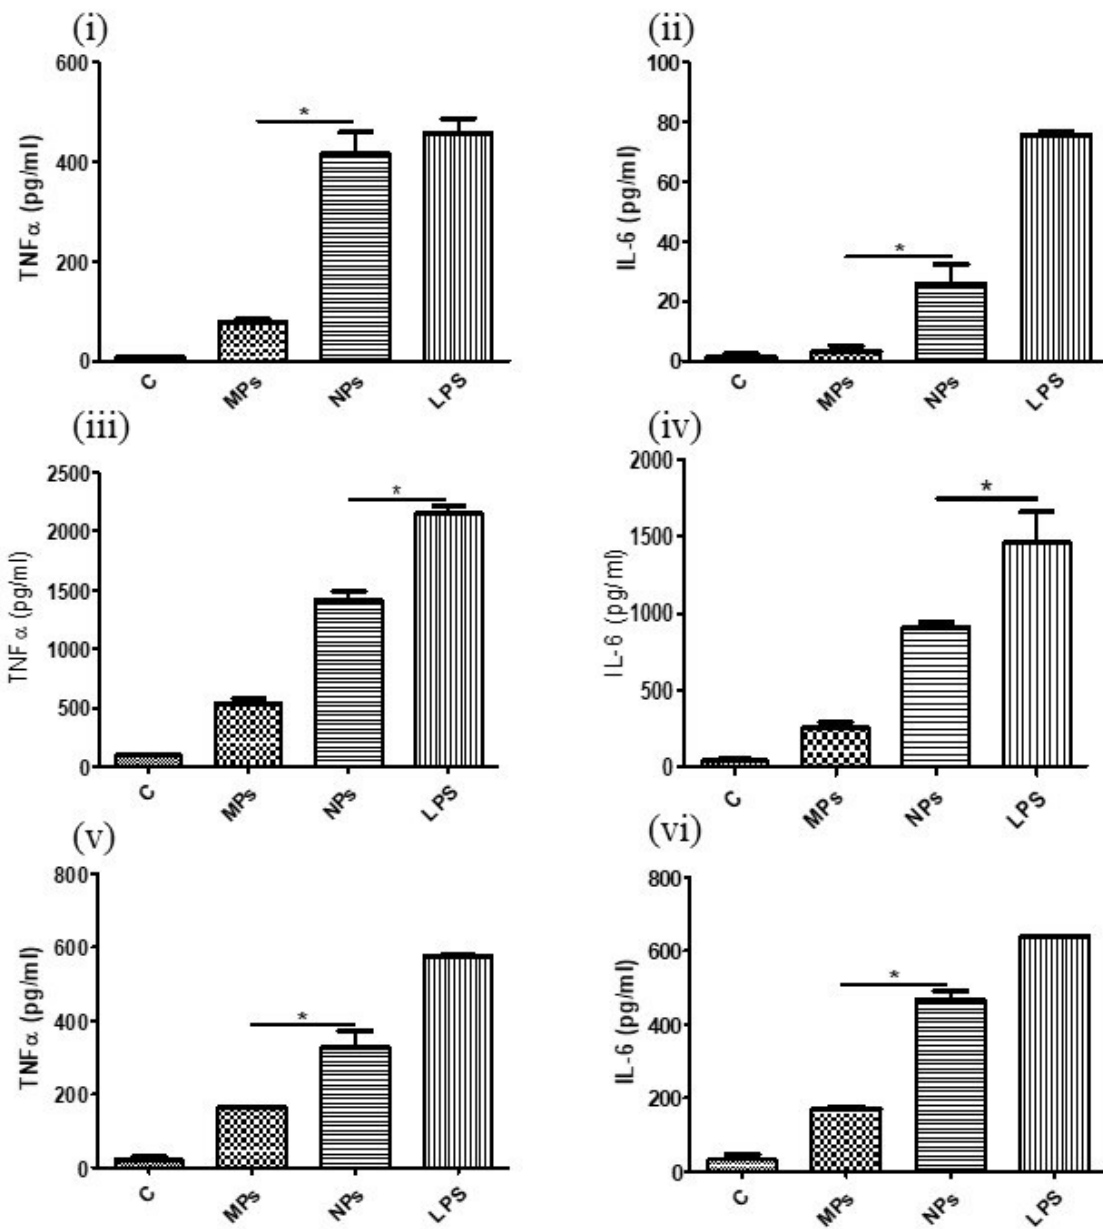 (i)
600
400
200
0
TNFα (pg/ml)
*
C
MPs
NPs
LPS
(ii)
100
80
60
40
20
0
IL-6 (pg/ml)
*
C
MPs
NPs
LPS
(iii)
2500
2000
1500
1000
500
0
TNF α (pg/ml)
*
C
MPs
NPs
LPS
(iv)
2000
1500
1000
500
0
IL-6 (pg/ml)
*
C
MPs
NPs
LPS
(v)
800
600
400
200
0
TNFα (pg/ml)
*
C
MPs
NPs
LPS
(vi)
800
600
400
200
0
IL-6 (pg/ml)
*
C
MPs
NPs
LPS